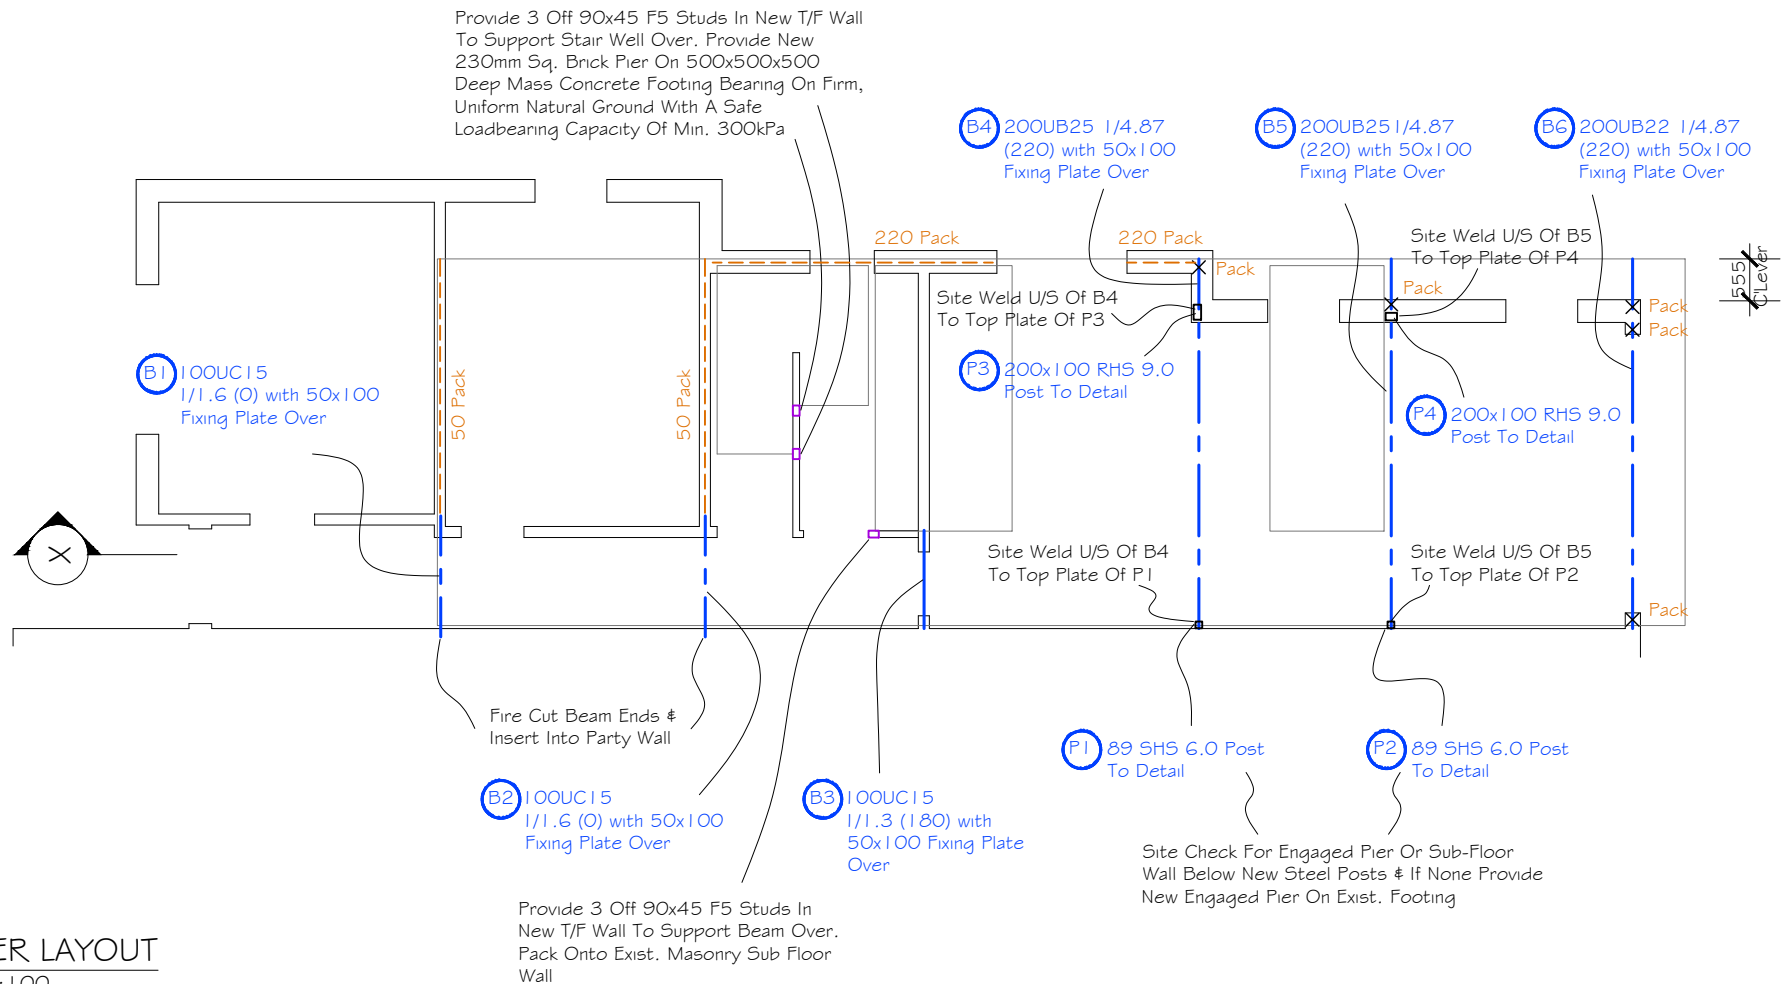 Provide 3 Off 90x45 F5 Studs In New T/F Wall
To Support Stair Well Over. Provide New
230mm Sq. Brick Pier On 500x500x500
Deep Mass Concrete Footing Bearing On Firm,
Uniform Natural Ground With A Safe
Loadbearing Capacity Of Min. 300kPa
B4 200UB25 1/4.87
(220) with 50x100
Fixing Plate Over
B5 200UB25 1/4.87
(220) with 50x100
Fixing Plate Over
B6 200UB22 1/4.87
(220) with 50x100
Fixing Plate Over
220 Pack
220 Pack
Pack
Site Weld U/S Of B5
To Top Plate Of P4
Pack
555
C'Lever
Pack
Pack
Site Weld U/S Of B4
To Top Plate Of P3
P3 200x100 RHS 9.0
Post To Detail
P4 200x100 RHS 9.0
Post To Detail
B1 100UC15
1/1.6 (0) with 50x100
Fixing Plate Over
50 Pack
50 Pack
X
Site Weld U/S Of B4
To Top Plate Of P1
Site Weld U/S Of B5
To Top Plate Of P2
Pack
Fire Cut Beam Ends &
Insert Into Party Wall
P1 89 SHS 6.0 Post
To Detail
P2 89 SHS 6.0 Post
To Detail
B2 100UC15
1/1.6 (0) with 50x100
Fixing Plate Over
B3 100UC15
1/1.3 (180) with
50x100 Fixing Plate
Over
Site Check For Engaged Pier Or Sub-Floor
Wall Below New Steel Posts & If None Provide
New Engaged Pier On Exist. Footing
Provide 3 Off 90x45 F5 Studs In
New T/F Wall To Support Beam Over.
Pack Onto Exist. Masonry Sub Floor
Wall
ER LAYOUT
:100